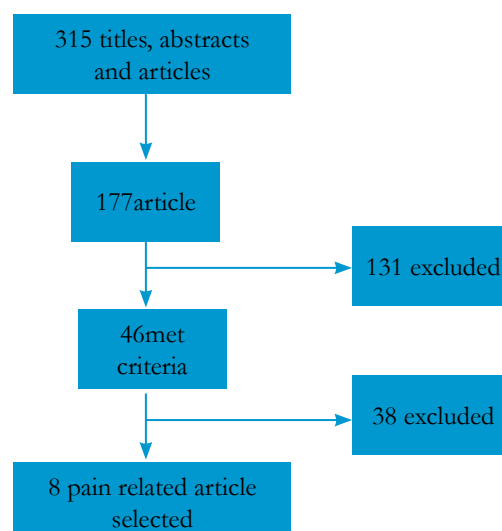 315 titles, abstracts
and articles
177article
131 excluded
46met
criteria
38 excluded
8 pain related article
selected